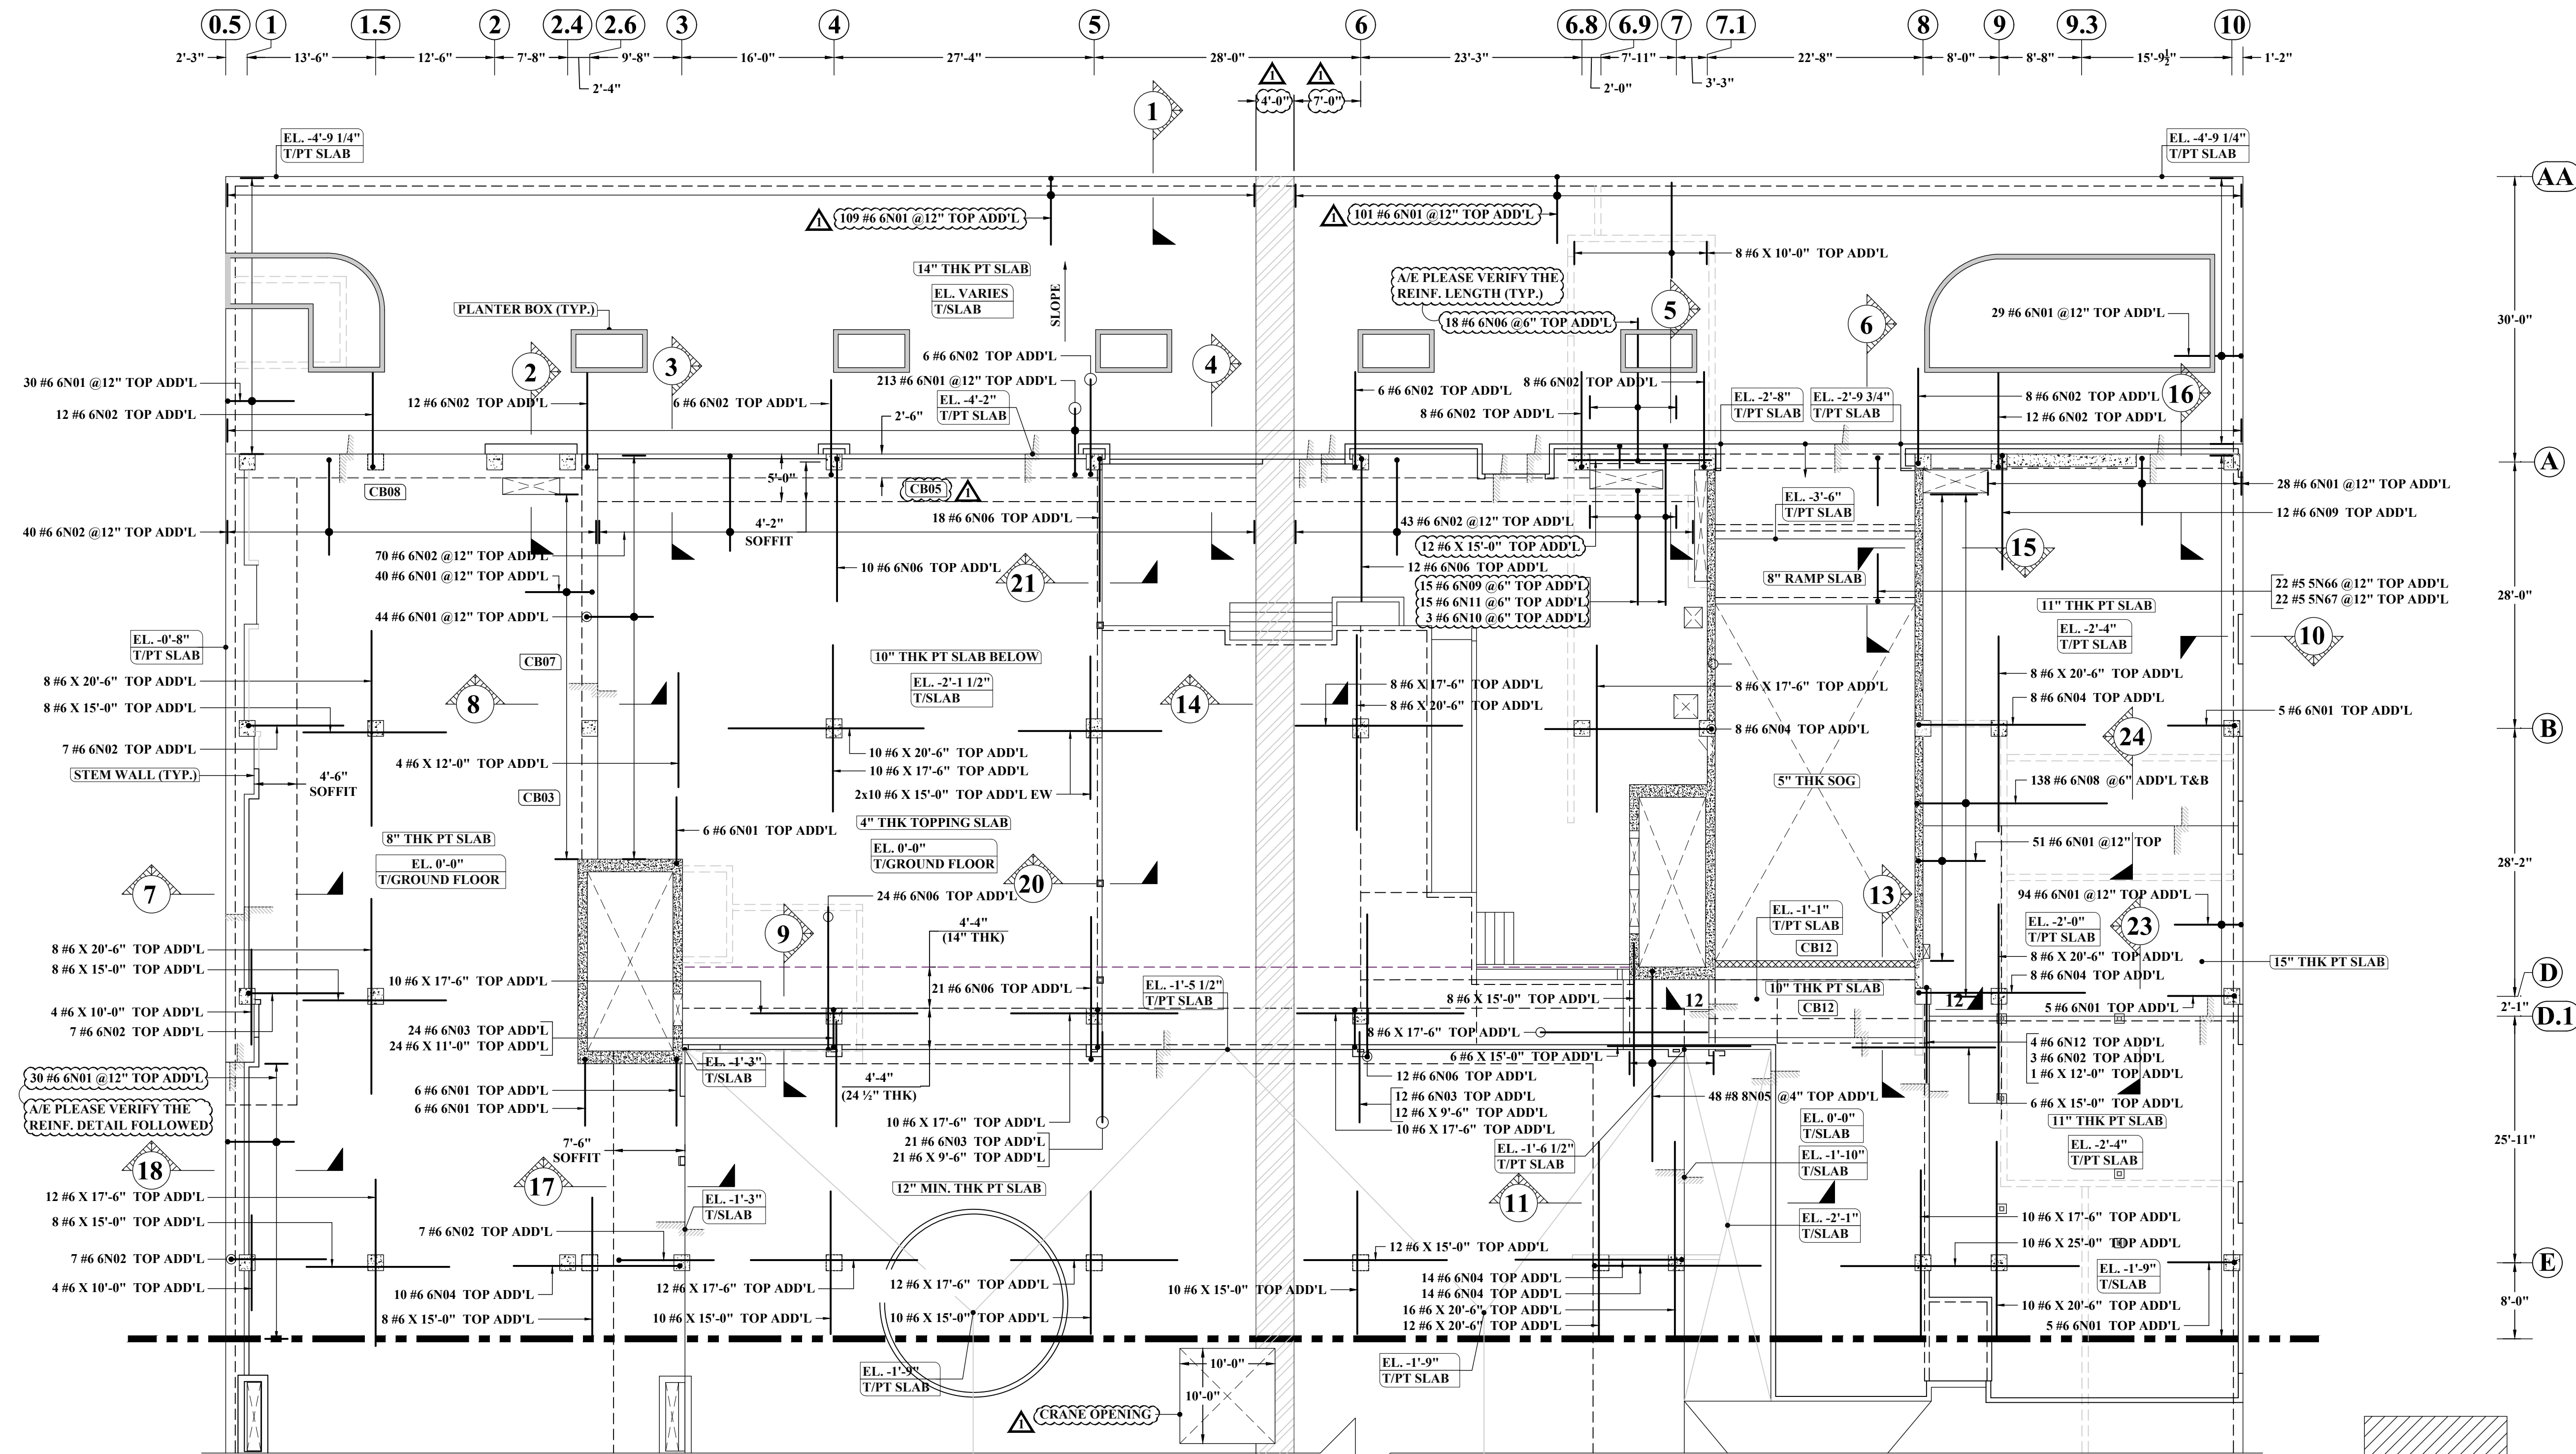 0.5
1
1.5
2
2.4
2.6
3
4
5
6
6.8
6.9
7
7.1
8
9
9.3
10
2'-3"
13'-6"
12'-6"
7'-8"
9'-8"
16'-0"
27'-4"
28'-0"
23'-3"
7'-11"
22'-8"
8'-0"
8'-8"
15'-9½"
1'-2"
2'-4"
2'-0"
3'-3"
1
1
4'-0"
7'-0"
1
EL. -4'-9 1/4"
T/PT SLAB
EL. -4'-9 1/4"
T/PT SLAB
AA
1
109 #6 6N01 @12" TOP ADD'L
1
101 #6 6N01 @12" TOP ADD'L
14" THK PT SLAB
EL. VARIES
T/SLAB
SLOPE
8 #6 X 10'-0" TOP ADD'L
A/E PLEASE VERIFY THE
REINF. LENGTH (TYP.)
18 #6 6N06 @6" TOP ADD'L
5
6
29 #6 6N01 @12" TOP ADD'L
30'-0"
PLANTER BOX (TYP.)
2
3
4
6 #6 6N02 TOP ADD'L
213 #6 6N01 @12" TOP ADD'L
30 #6 6N01 @12" TOP ADD'L
12 #6 6N02 TOP ADD'L
12 #6 6N02 TOP ADD'L
6 #6 6N02 TOP ADD'L
EL. -4'-2"
T/PT SLAB
2'-6"
6 #6 6N02 TOP ADD'L
8 #6 6N02 TOP ADD'L
8 #6 6N02 TOP ADD'L
EL. -2'-8"
T/PT SLAB
EL. -2'-9 3/4"
T/PT SLAB
16
8 #6 6N02 TOP ADD'L
12 #6 6N02 TOP ADD'L
A
CB08
5'-0"
CB05
1
28 #6 6N01 @12" TOP ADD'L
EL. -3'-6"
T/PT SLAB
12 #6 6N09 TOP ADD'L
40 #6 6N02 @12" TOP ADD'L
4'-2"
SOFFIT
18 #6 6N06 TOP ADD'L
43 #6 6N02 @12" TOP ADD'L
12 #6 X 15'-0" TOP ADD'L
15
70 #6 6N02 @12" TOP ADD'L
40 #6 6N01 @12" TOP ADD'L
10 #6 6N06 TOP ADD'L
21
12 #6 6N06 TOP ADD'L
15 #6 6N09 @6" TOP ADD'L
15 #6 6N11 @6" TOP ADD'L
3 #6 6N10 @6" TOP ADD'L
8" RAMP SLAB
22 #5 5N66 @12" TOP ADD'L
22 #5 5N67 @12" TOP ADD'L
28'-0"
44 #6 6N01 @12" TOP ADD'L
11" THK PT SLAB
EL. -2'-4"
T/PT SLAB
10
EL. -0'-8"
T/PT SLAB
CB07
10" THK PT SLAB BELOW
EL. -2'-1 1/2"
T/SLAB
8 #6 X 20'-6" TOP ADD'L
8 #6 X 15'-0" TOP ADD'L
8
14
8 #6 X 17'-6" TOP ADD'L
8 #6 X 20'-6" TOP ADD'L
8 #6 X 17'-6" TOP ADD'L
8 #6 X 20'-6" TOP ADD'L
8 #6 6N04 TOP ADD'L
5 #6 6N01 TOP ADD'L
8 #6 6N04 TOP ADD'L
24
B
7 #6 6N02 TOP ADD'L
10 #6 X 20'-6" TOP ADD'L
10 #6 X 17'-6" TOP ADD'L
2x10 #6 X 15'-0" TOP ADD'L EW
4 #6 X 12'-0" TOP ADD'L
STEM WALL (TYP.)
4'-6"
SOFFIT
CB03
5" THK SOG
138 #6 6N08 @6" ADD'L T&B
6 #6 6N01 TOP ADD'L
4" THK TOPPING SLAB
8" THK PT SLAB
EL. 0'-0"
T/GROUND FLOOR
EL. 0'-0"
T/GROUND FLOOR
51 #6 6N01 @12" TOP
28'-2"
7
20
24 #6 6N06 TOP ADD'L
13
94 #6 6N01 @12" TOP ADD'L
9
4'-4"
(14" THK)
EL. -1'-1"
T/PT SLAB
CB12
EL. -2'-0"
T/PT SLAB
23
8 #6 X 20'-6" TOP ADD'L
8 #6 X 15'-0" TOP ADD'L
10 #6 X 17'-6" TOP ADD'L
21 #6 6N06 TOP ADD'L
EL. -1'-5 1/2"
T/PT SLAB
8 #6 X 15'-0" TOP ADD'L
12
10" THK PT SLAB
CB12
12
8 #6 X 20'-6" TOP ADD'L
8 #6 6N04 TOP ADD'L
15" THK PT SLAB
D
2'-1"
5 #6 6N01 TOP ADD'L
D.1
4 #6 X 10'-0" TOP ADD'L
7 #6 6N02 TOP ADD'L
24 #6 6N03 TOP ADD'L
24 #6 X 11'-0" TOP ADD'L
8 #6 X 17'-6" TOP ADD'L
6 #6 X 15'-0" TOP ADD'L
4 #6 6N12 TOP ADD'L
3 #6 6N02 TOP ADD'L
1 #6 X 12'-0" TOP ADD'L
EL. -1'-3"
T/SLAB
30 #6 6N01 @12" TOP ADD'L
A/E PLEASE VERIFY THE
REINF. DETAIL FOLLOWED
6 #6 6N01 TOP ADD'L
6 #6 6N01 TOP ADD'L
4'-4"
(24 ½" THK)
12 #6 6N06 TOP ADD'L
12 #6 6N03 TOP ADD'L
12 #6 X 9'-6" TOP ADD'L
10 #6 X 17'-6" TOP ADD'L
48 #8 8N05 @4" TOP ADD'L
6 #6 X 15'-0" TOP ADD'L
11" THK PT SLAB
EL. -2'-4"
T/PT SLAB
10 #6 X 17'-6" TOP ADD'L
21 #6 6N03 TOP ADD'L
21 #6 X 9'-6" TOP ADD'L
EL. 0'-0"
T/SLAB
EL. -1'-6 1/2"
T/PT SLAB
EL. -1'-10"
T/SLAB
25'-11"
7'-6"
SOFFIT
18
17
12" MIN. THK PT SLAB
11
12 #6 X 17'-6" TOP ADD'L
8 #6 X 15'-0" TOP ADD'L
EL. -1'-3"
T/SLAB
EL. -2'-1"
T/SLAB
10 #6 X 17'-6" TOP ADD'L
7 #6 6N02 TOP ADD'L
10 #6 X 25'-0" TOP ADD'L
7 #6 6N02 TOP ADD'L
12 #6 X 15'-0" TOP ADD'L
E
EL. -1'-9"
T/SLAB
4 #6 X 10'-0" TOP ADD'L
10 #6 6N04 TOP ADD'L
12 #6 X 17'-6" TOP ADD'L
12 #6 X 17'-6" TOP ADD'L
10 #6 X 15'-0" TOP ADD'L
14 #6 6N04 TOP ADD'L
14 #6 6N04 TOP ADD'L
16 #6 X 20'-6" TOP ADD'L
12 #6 X 20'-6" TOP ADD'L
8'-0"
8 #6 X 15'-0" TOP ADD'L
10 #6 X 15'-0" TOP ADD'L
10 #6 X 15'-0" TOP ADD'L
10 #6 X 20'-6" TOP ADD'L
5 #6 6N01 TOP ADD'L
EL. -1'-9"
T/PT SLAB
10'-0"
10'-0"
EL. -1'-9"
T/PT SLAB
1
CRANE OPENING